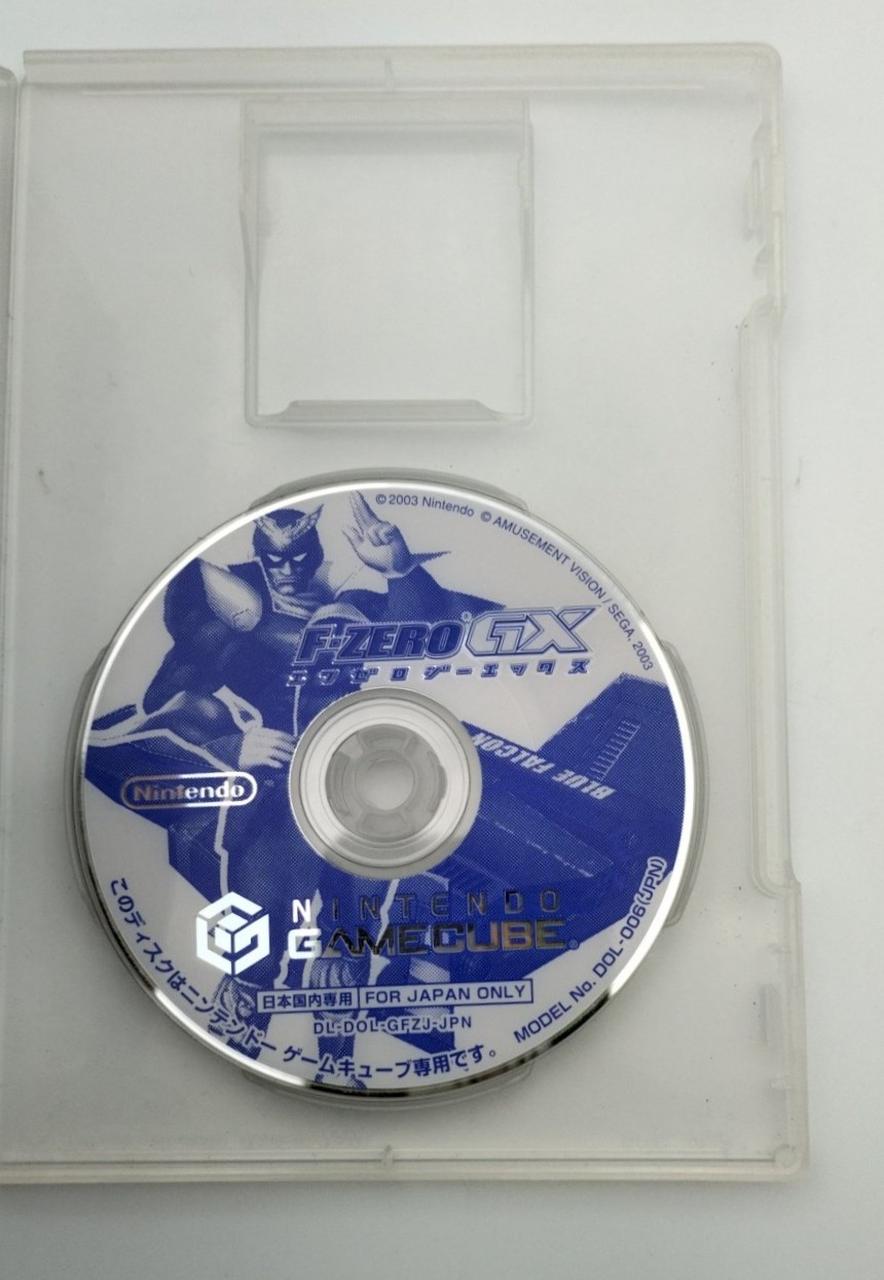 ©2003 Nintendo © AMUSEMENT VISION / SEGA, 2003
F-ZERO GX
エフゼロ ジーエックス
BLUE FALCON
Nintendo
NINTENDO
GAMECUBE®
日本国内専用 FOR JAPAN ONLY
DL-DOL-GFZJ-JPN
MODEL No. DOL-006(JPN)
このディスクはニンテンドー ゲームキューブ専用です。